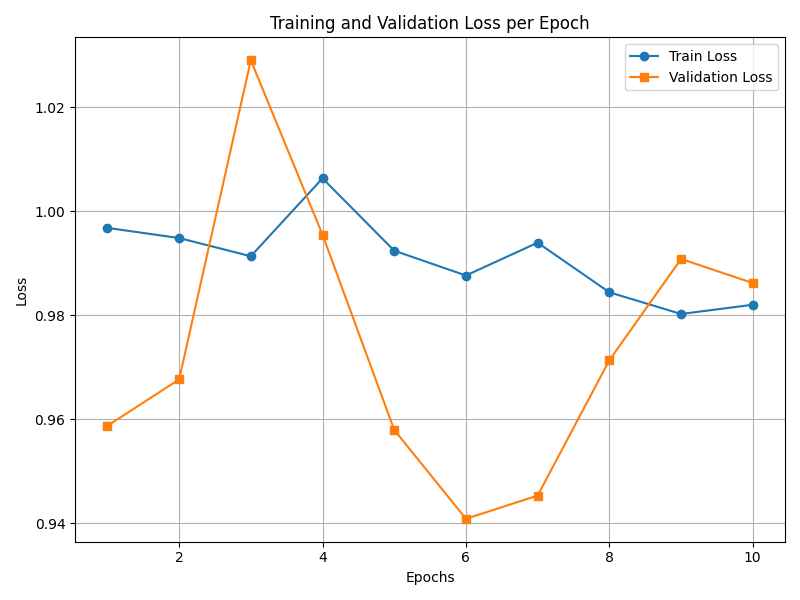 Training and Validation Loss per Epoch
Train Loss
Validation Loss
1.02
1.00
0.98
0.96
0.94
Loss
2 4 6 8 10
Epochs